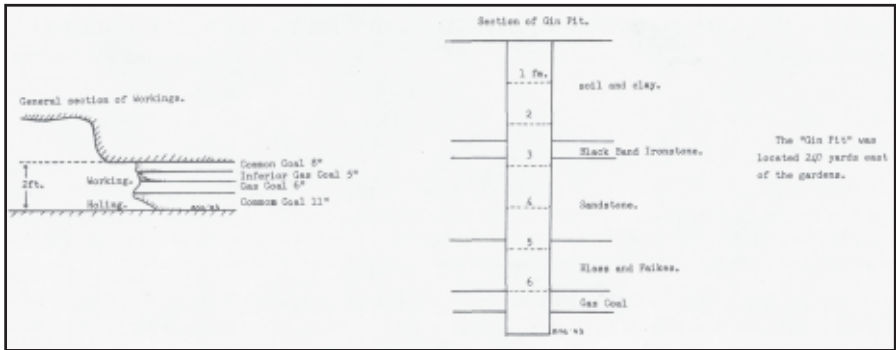 Section of Gin Pit.
General section of Workings.
Common Coal 8"
Inferior Gas Coal 5"
Gas Coal 6"
Common Coal 11"
2ft.
Working.
Holing.
1 fm.
2
3
4
5
6
soil and clay.
Black Band Ironstone.
Sandstone.
Blaes and Faikes.
Gas Coal
The "Gin Pit" was
located 240 yards east
of the gardens.